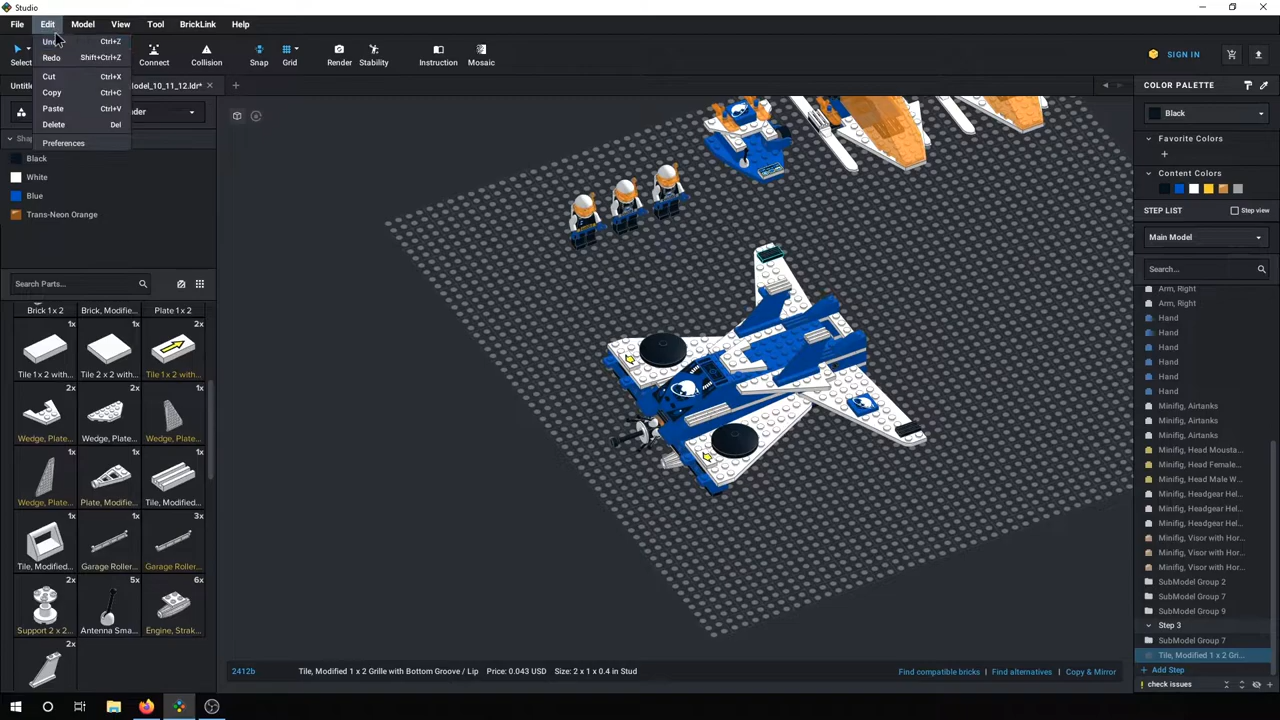 Studio
File Edit Model View Tool BrickLink Help
Undo Ctrl+Z
Redo Shift+Ctrl+Z
Cut Ctrl+X
Copy Ctrl+C
Paste Ctrl+V
Delete Del
Preferences
Select Connect Collision Snap Grid Render Stability Instruction Mosaic
SIGN IN
odel_10_11_12.ldr*
Black
White
Blue
Trans-Neon Orange
Search Parts...
Brick 1 x 2 Brick, Modifie... Plate 1 x 2
1x 1x 2x
Tile 1 x 2 with... Tile 2 x 2 with... Tile 1 x 2 with...
2x 2x 1x
Wedge, Plate... Wedge, Plate... Wedge, Plate...
1x 1x 2x
Wedge, Plate... Plate, Modified... Tile, Modified...
1x 1x 3x
Tile, Modified... Garage Roller... Garage Roller...
2x 5x 6x
Support 2 x 2... Antenna Sma... Engine, Strak...
2x
2412b Tile, Modified 1 x 2 Grille with Bottom Groove / Lip Price: 0.043 USD Size: 2 x 1 x 0.4 in Stud
Find compatible bricks Find alternatives Copy & Mirror
COLOR PALETTE
Black
Favorite Colors
Content Colors
STEP LIST Step view
Main Model
Search...
Arm, Right
Arm, Right
Hand
Hand
Hand
Hand
Hand
Hand
Minifig, Airtanks
Minifig, Airtanks
Minifig, Airtanks
Minifig, Head Mousta...
Minifig, Head Female...
Minifig, Head Male W...
Minifig, Headgear Hel...
Minifig, Headgear Hel...
Minifig, Headgear Hel...
Minifig, Visor with Hor...
Minifig, Visor with Hor...
Minifig, Visor with Hor...
SubModel Group 2
SubModel Group 7
SubModel Group 9
Step 3
SubModel Group 7
Tile, Modified 1 x 2 Gri...
+ Add Step
check issues